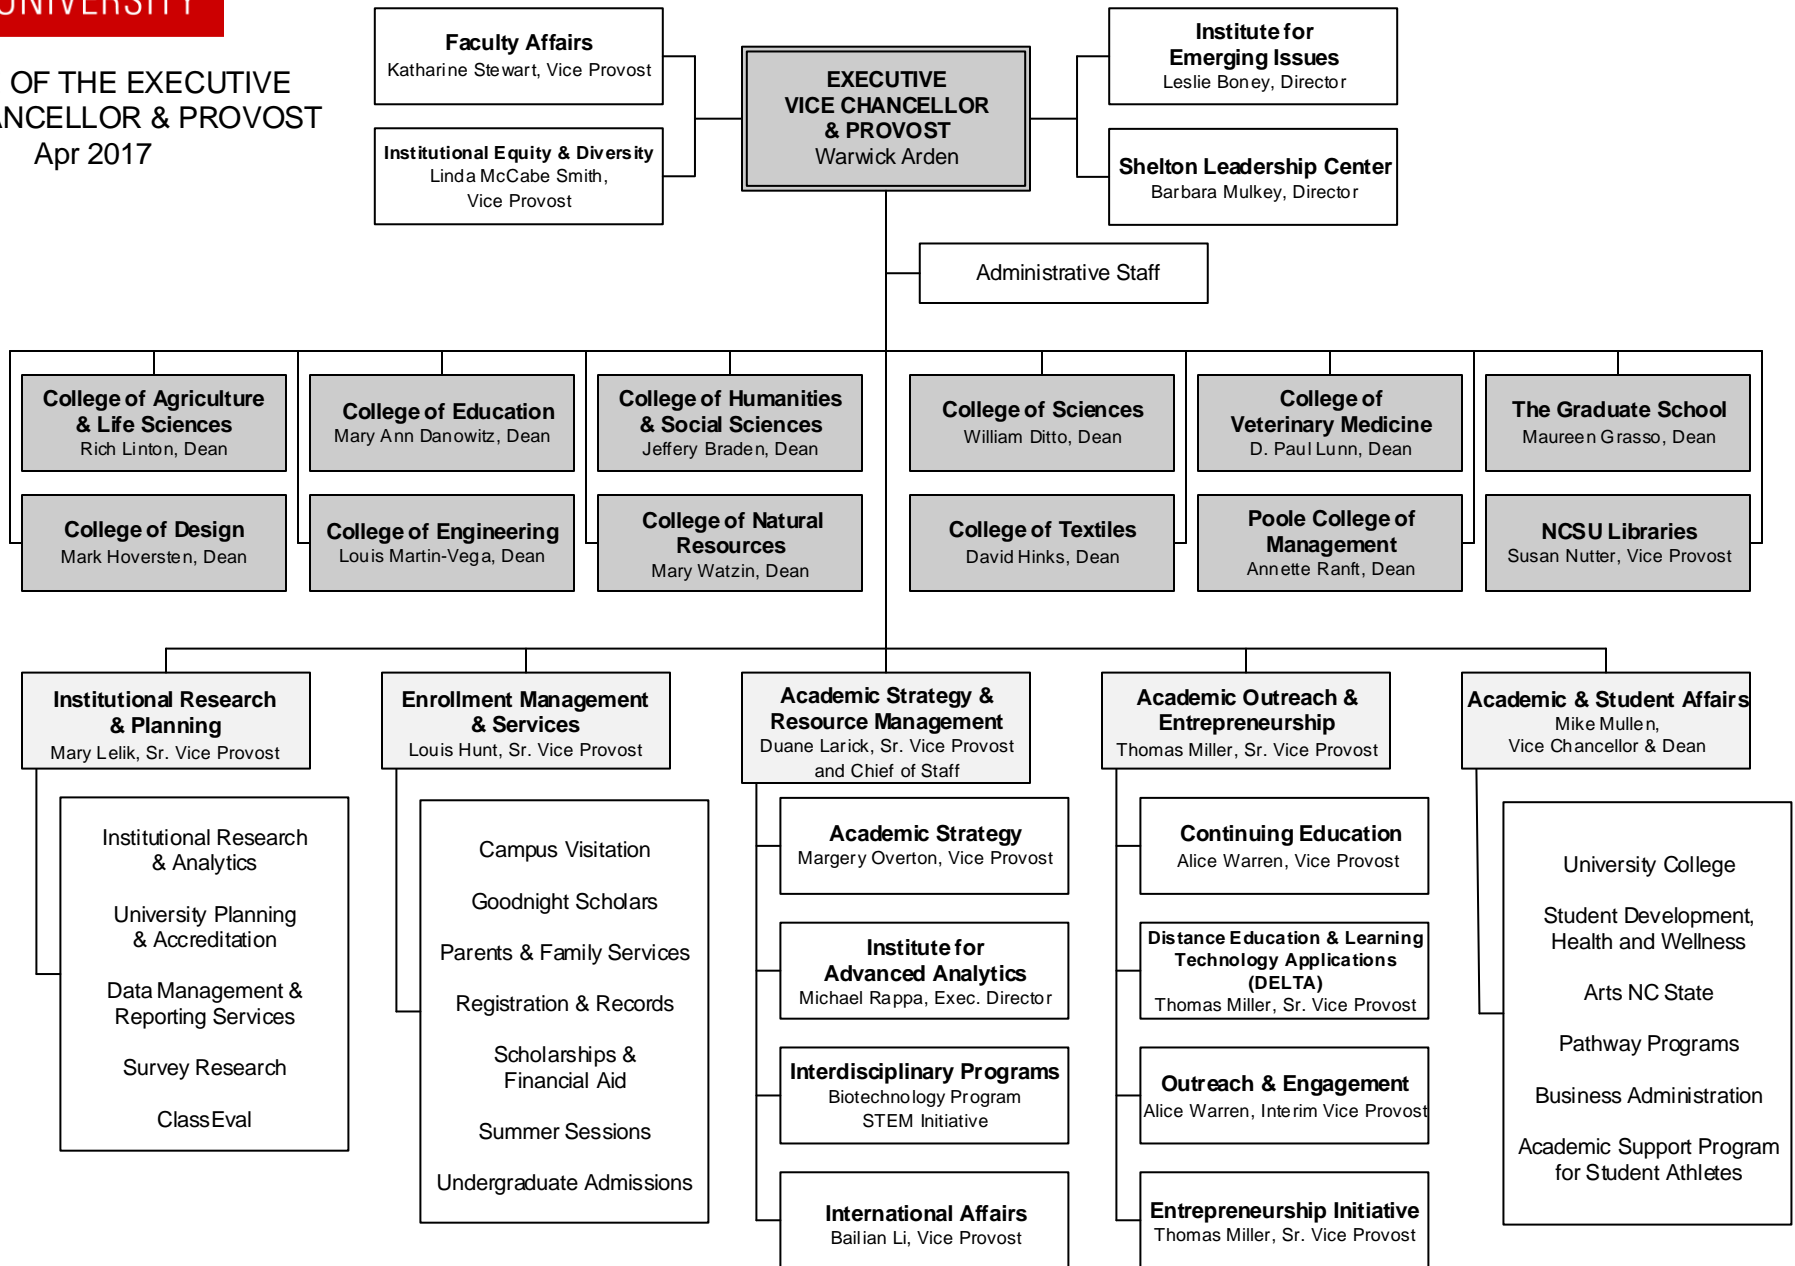 UNIVERSITY
OF THE EXECUTIVE
& PROVOST
Apr 2017
Faculty Affairs
Katharine Stewart, Vice Provost
Institutional Equity & Diversity
Linda McCabe Smith,
Vice Provost
EXECUTIVE
VICE CHANCELLOR
& PROVOST
Warwick Arden
Institute for
Emerging Issues
Leslie Boney, Director
Shelton Leadership Center
Barbara Mulkey, Director
Administrative Staff
College of Agriculture
& Life Sciences
Rich Linton, Dean
College of Education
Mary Ann Danowitz, Dean
College of Humanities
& Social Sciences
Jeffery Braden, Dean
College of Sciences
William Ditto, Dean
College of
Veterinary Medicine
D. Paul Lunn, Dean
The Graduate School
Maureen Grasso, Dean
College of Design
Mark Hoversten, Dean
College of Engineering
Louis Martin-Vega, Dean
College of Natural
Resources
Mary Watzin, Dean
College of Textiles
David Hinks, Dean
Poole College of
Management
Annette Ranft, Dean
NCSU Libraries
Susan Nutter, Vice Provost
Institutional Research
& Planning
Mary Lelik, Sr. Vice Provost
Institutional Research
& Analytics
University Planning
& Accreditation
Data Management &
Reporting Services
Survey Research
ClassEval
Enrollment Management
& Services
Louis Hunt, Sr. Vice Provost
Campus Visitation
Goodnight Scholars
Parents & Family Services
Registration & Records
Scholarships &
Financial Aid
Summer Sessions
Undergraduate Admissions
Academic Strategy &
Resource Management
Duane Larick, Sr. Vice Provost
and Chief of Staff
Academic Strategy
Margery Overton, Vice Provost
Institute for
Advanced Analytics
Michael Rappa, Exec. Director
Interdisciplinary Programs
Biotechnology Program
STEM Initiative
International Affairs
Bailian Li, Vice Provost
Academic Outreach &
Entrepreneurship
Thomas Miller, Sr. Vice Provost
Continuing Education
Alice Warren, Vice Provost
Distance Education & Learning
Technology Applications
(DELTA)
Thomas Miller, Sr. Vice Provost
Outreach & Engagement
Alice Warren, Interim Vice Provost
Entrepreneurship Initiative
Thomas Miller, Sr. Vice Provost
Academic & Student Affairs
Mike Mullen,
Vice Chancellor & Dean
University College
Student Development,
Health and Wellness
Arts NC State
Pathway Programs
Business Administration
Academic Support Program
for Student Athletes